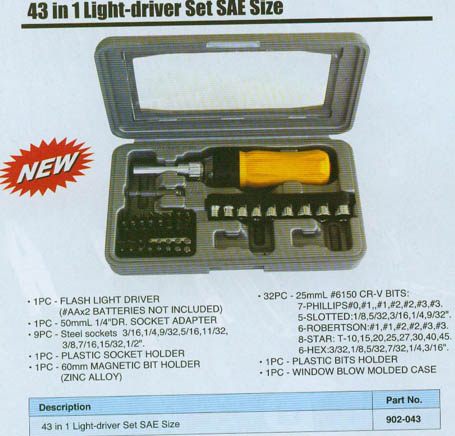 43 in 1 Light-driver Set SAE Size
NEW
· 1PC - FLASH LIGHT DRIVER
(#AAx2 BATTERIES NOT INCLUDED)
· 1PC - 50mmL 1/4"DR. SOCKET ADAPTER
· 9PC - Steel sockets 3/16,1/4,9/32,5/16,11/32,
3/8,7/16,15/32,1/2".
· 1PC - PLASTIC SOCKET HOLDER
· 1PC - 60mm MAGNETIC BIT HOLDER
(ZINC ALLOY)
· 32PC - 25mmL #6150 CR-V BITS:
7-PHILLIPS#0,#1,,#1,#2,#2,#3,#3.
5-SLOTTED:1/8,5/32,3/16,1/4,9/32".
6-ROBERTSON:#1,#1,#2,#2,#3,#3.
8-STAR: T-10,15,20,25,27,30,40,45.
6-HEX:3/32,1/8,5/32,7/32,1/4,3/16".
· 1PC - PLASTIC BITS HOLDER
· 1PC - WINDOW BLOW MOLDED CASE
Description Part No.
43 in 1 Light-driver Set SAE Size 902-043